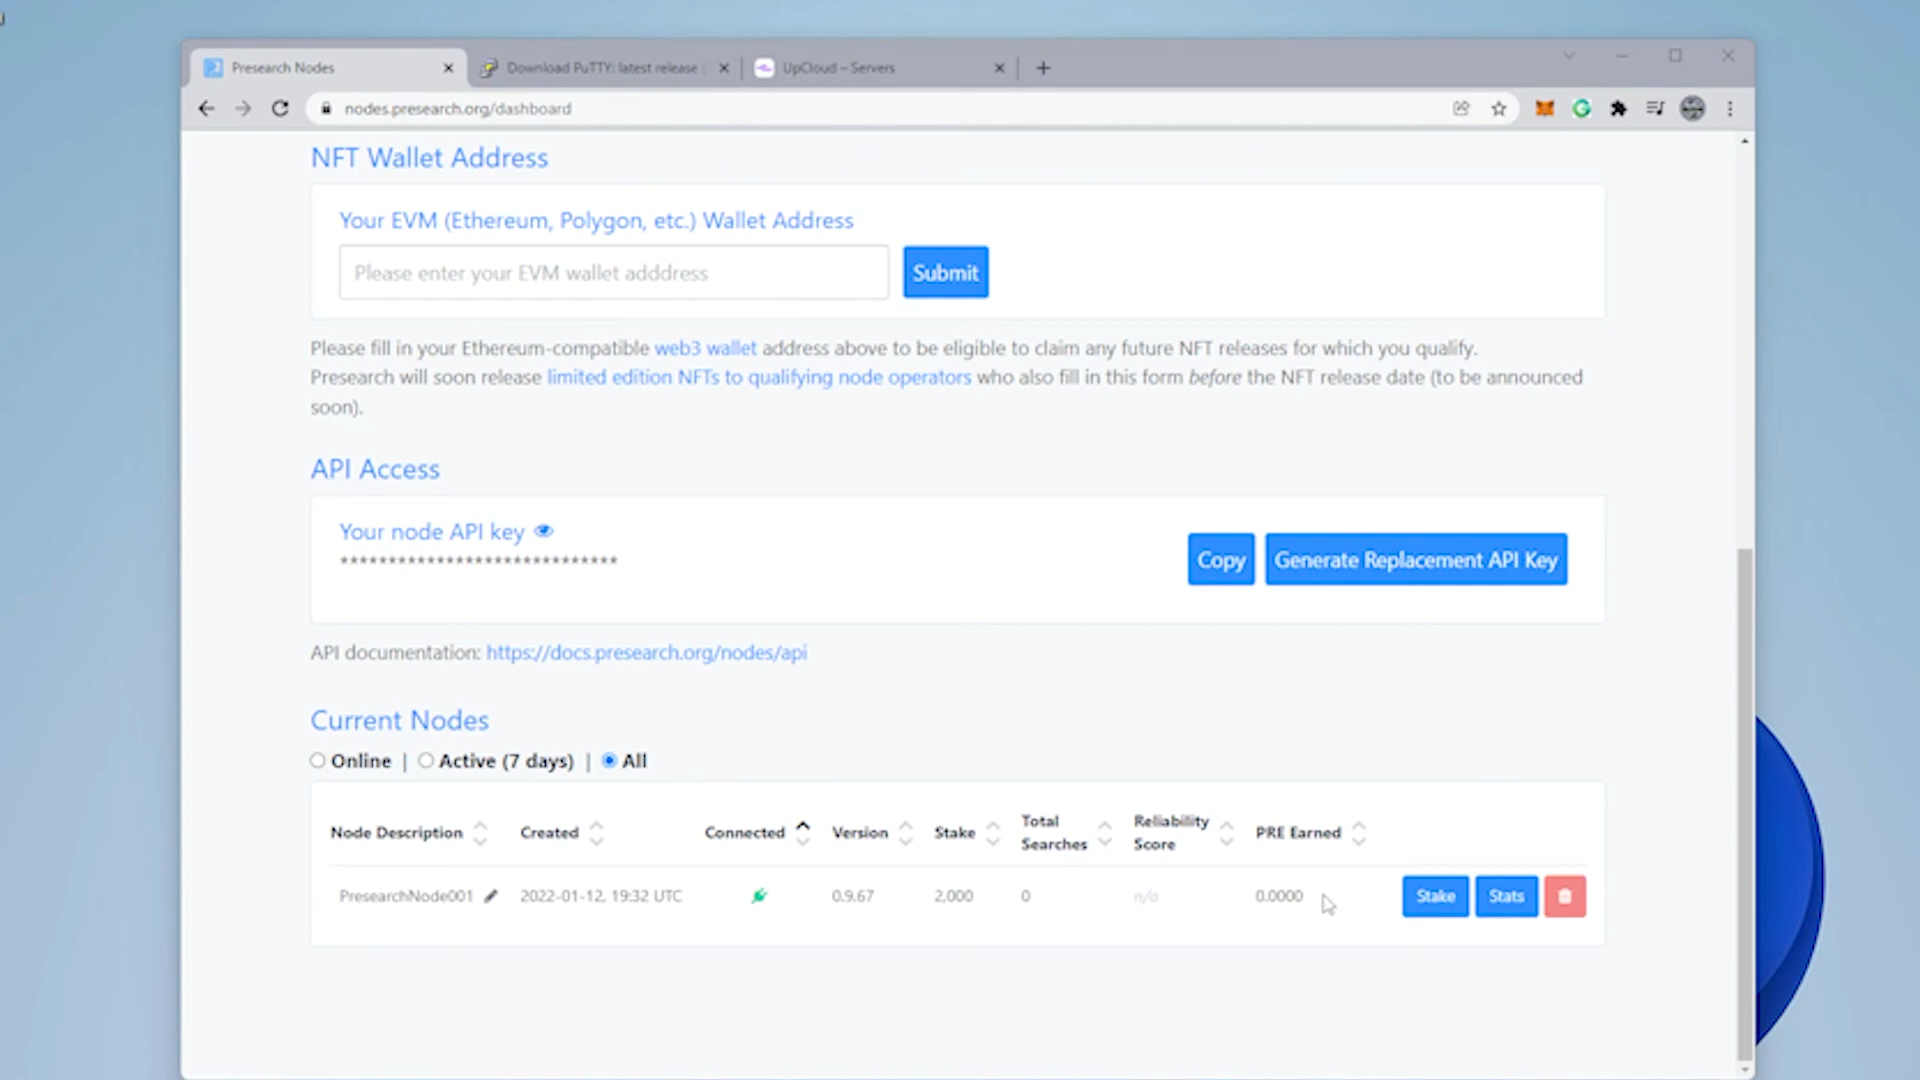 Presearch Nodes
Download PuTTY: latest release
UpCloud – Servers
nodes.presearch.org/dashboard
NFT Wallet Address
Your EVM (Ethereum, Polygon, etc.) Wallet Address
Please enter your EVM wallet adddress
Submit
Please fill in your Ethereum-compatible web3 wallet address above to be eligible to claim any future NFT releases for which you qualify.
Presearch will soon release limited edition NFTs to qualifying node operators who also fill in this form before the NFT release date (to be announced
soon).
API Access
Your node API key
*****************************
Copy
Generate Replacement API Key
API documentation: https://docs.presearch.org/nodes/api
Current Nodes
Online | Active (7 days) | All
Node Description Created Connected Version Stake Total Searches Reliability Score PRE Earned
PresearchNode001 2022-01-12, 19:32 UTC 0.9.67 2,000 0 n/a 0.0000 Stake Stats